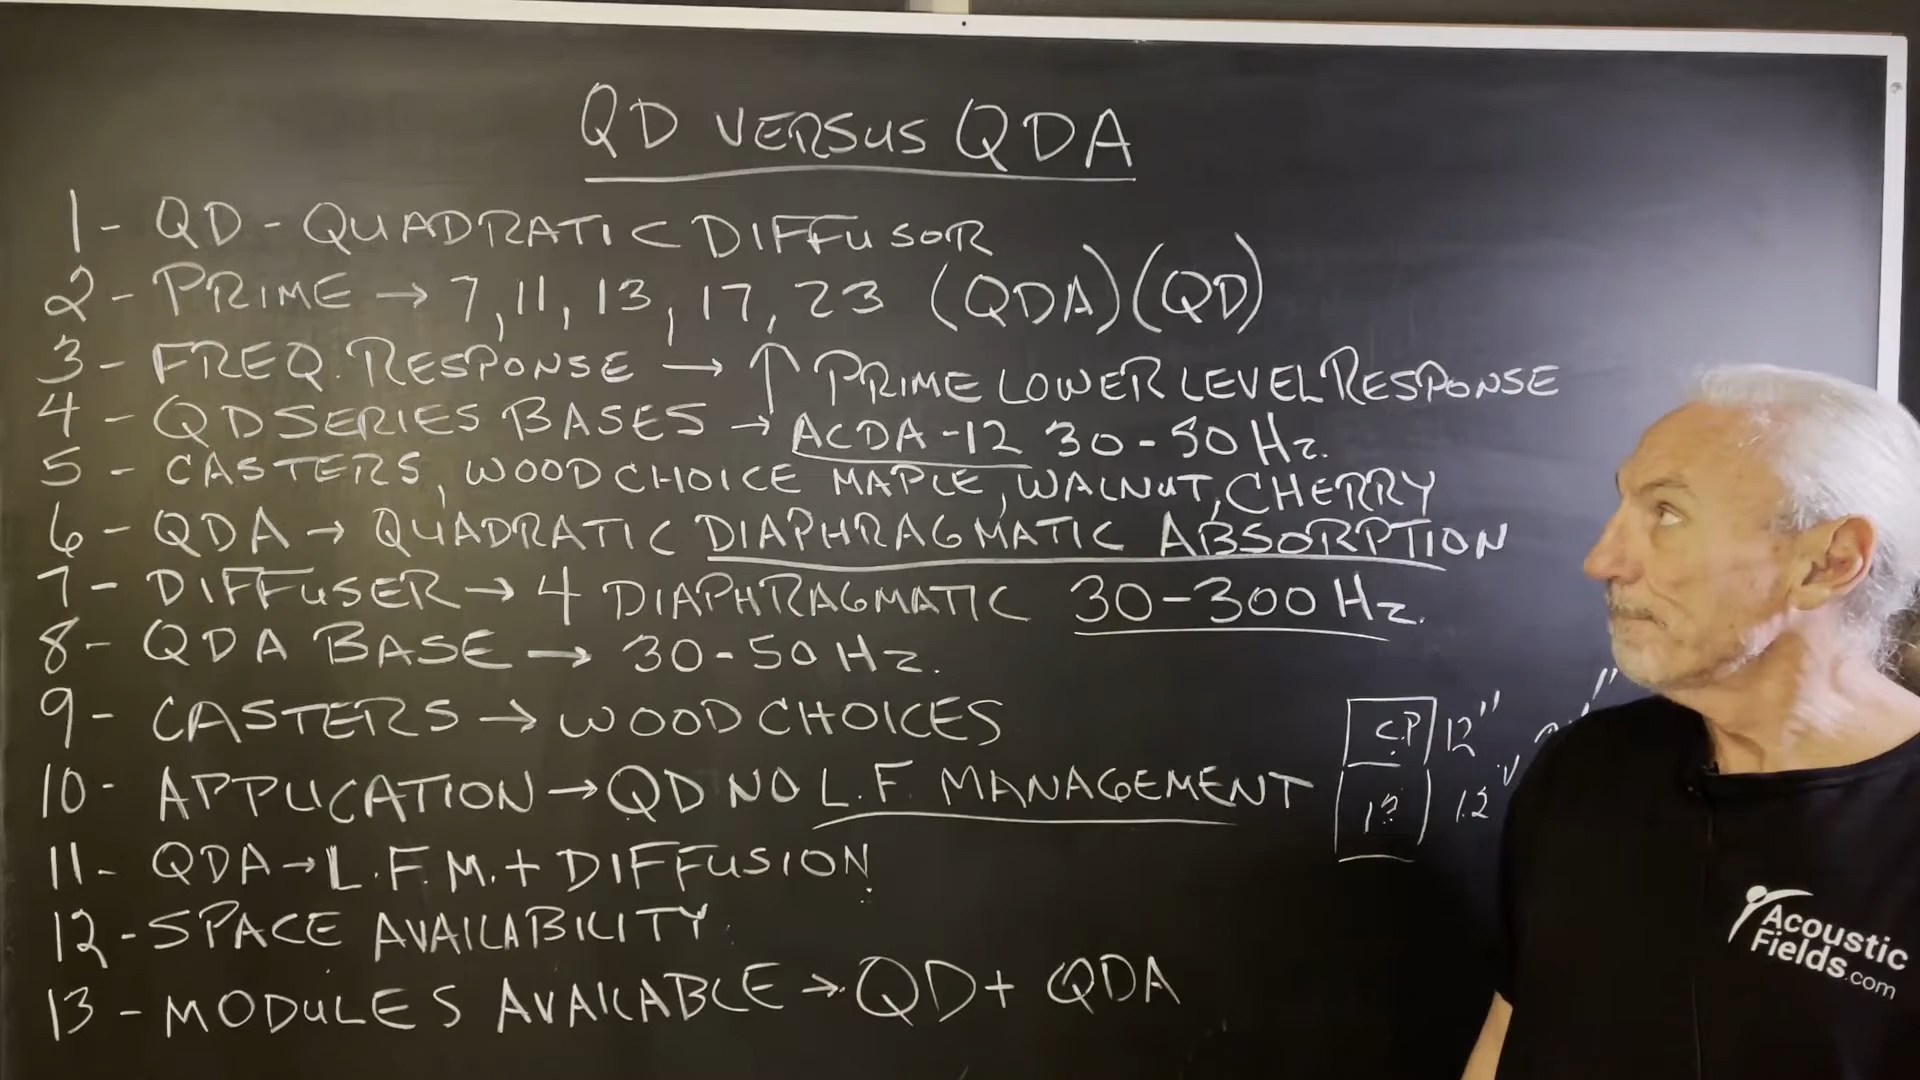 QD VERSUS QDA
1- QD - QUADRATIC DIFFUSOR
2- PRIME → 7, 11, 13, 17, 23 (QDA)(QD)
3- FREQ. RESPONSE → ↑ PRIME LOWER LEVEL RESPONSE
4- QD SERIES BASES → ACDA-12 30-50 Hz.
5- CASTERS, WOOD CHOICE MAPLE, WALNUT, CHERRY
6- QDA → QUADRATIC DIAPHRAGMATIC ABSORPTION
7- DIFFUSER → 4 DIAPHRAGMATIC 30-300 Hz.
8- QDA BASE → 30-50 Hz.
9- CASTERS → WOOD CHOICES
C.P 12"
10- APPLICATION → QD NO L.F. MANAGEMENT
12
11- QDA → L.F.M. + DIFFUSION
12- SPACE AVAILABILITY
13- MODULES AVAILABLE → QD + QDA
Acoustic
Fields.com